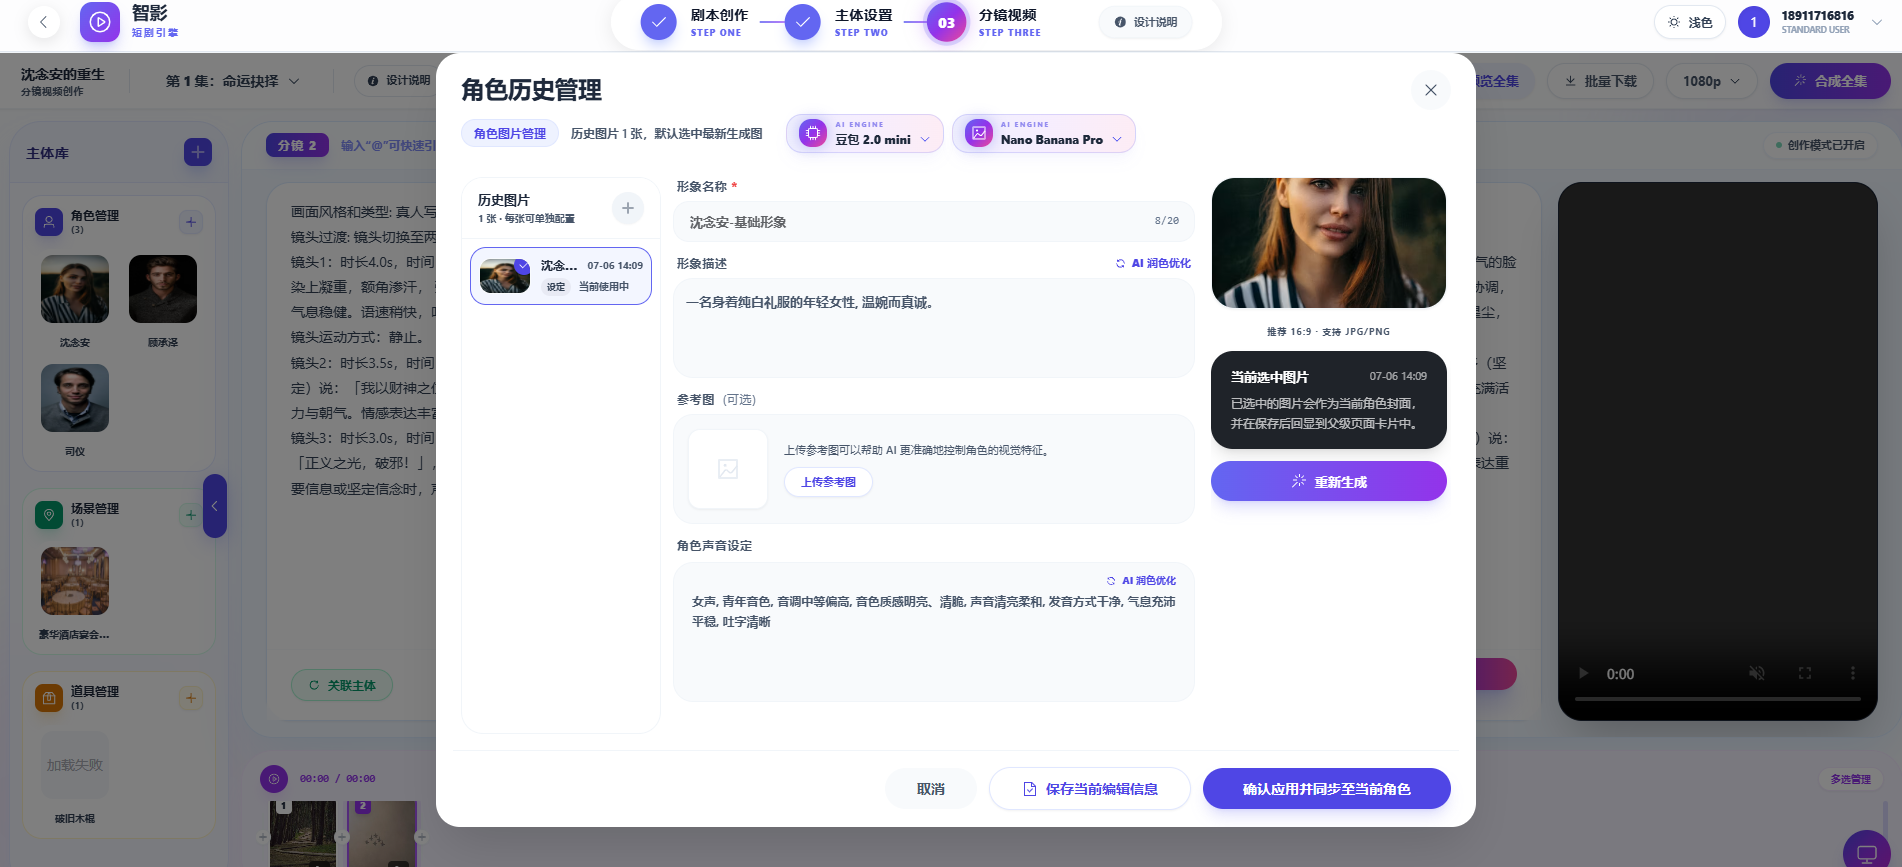 智影
短剧引擎
剧本创作
STEP ONE
主体设置
STEP TWO
03
分镜视频
STEP THREE
设计说明
浅色
1
18911716816
STANDARD USER
沈念安的重生
分镜视频创作
第 1 集：命运抉择
设计说明
览全集
批量下载
1080p
合成全集
主体库
角色管理
(3)
沈念安
顾承泽
司仪
场景管理
(1)
豪华酒店宴会...
道具管理
(1)
加载失败
破旧木棍
分镜 2
输入“@”可快速引
创作模式已开启
画面风格和类型: 真人写
镜头过渡: 镜头切换至两
镜头1：时长4.0s，时间
染上凝重，额角渗汗，
气息稳健。语速稍快，
镜头运动方式：静止。
镜头2：时长3.5s，时间
定）说：「我以财神之
力与朝气。情感表达丰
镜头3：时长3.0s，时间
「正义之光，破邪！」，
要信息或坚定信念时，
气的脸
协调，
星尘，
（坚
充满活
）说：
达重
关联主体
0:00
00:00 / 00:00
1
2
多选管理
角色历史管理
角色图片管理
历史图片 1 张，默认选中最新生成图
AI ENGINE
豆包 2.0 mini
AI ENGINE
Nano Banana Pro
历史图片
1 张 · 每张可单独配置
沈念...
07-06 14:09
设定
当前使用中
形象名称 *
沈念安-基础形象
8/20
形象描述
AI 润色优化
一名身着纯白礼服的年轻女性, 温婉而真诚。
参考图 (可选)
上传参考图可以帮助 AI 更准确地控制角色的视觉特征。
上传参考图
角色声音设定
AI 润色优化
女声, 青年音色, 音调中等偏高, 音色质感明亮、清脆, 声音清亮柔和, 发音方式干净, 气息充沛
平稳, 吐字清晰
推荐 16:9 · 支持 JPG/PNG
当前选中图片
07-06 14:09
已选中的图片会作为当前角色封面，
并在保存后回显到父级页面卡片中。
重新生成
取消
保存当前编辑信息
确认应用并同步至当前角色